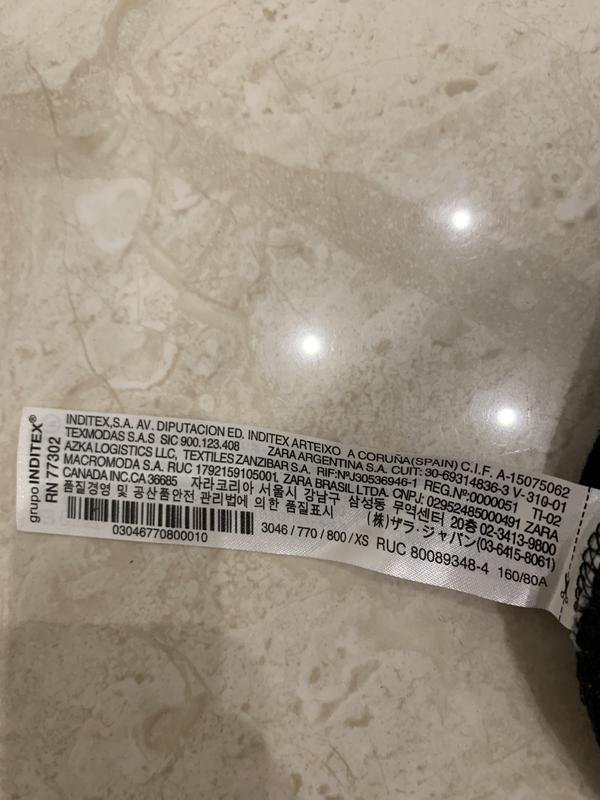 grupo INDITEX®
RN 77302
INDITEX,S.A. AV. DIPUTACION ED. INDITEX ARTEIXO A CORUÑA(SPAIN) C.I.F. A-15075062
TEXMODAS S.A.S SIC 900.123.408 ZARA ARGENTINA S.A. CUIT: 30-69314836-3 V-310-01
AZKA LOGISTICS LLC, TEXTILES ZANZIBAR S.A. RIF:NºJ30536946-1 REG.Nº:0000051 TI-02
MACROMODA S.A. RUC 1792159105001. ZARA BRASIL LTDA. CNPJ: 02952485000491 ZARA
CANADA INC.CA 36685 자라코리아 서울시 강남구 삼성동 무역센터 20층 02-3413-9800
품질경영 및 공산품안전 관리법에 의한 품질표시 (株)ザラ・ジャパン(03-6415-8061)
03046770800010 3046 / 770 / 800 / XS RUC 80089348-4 160/80A